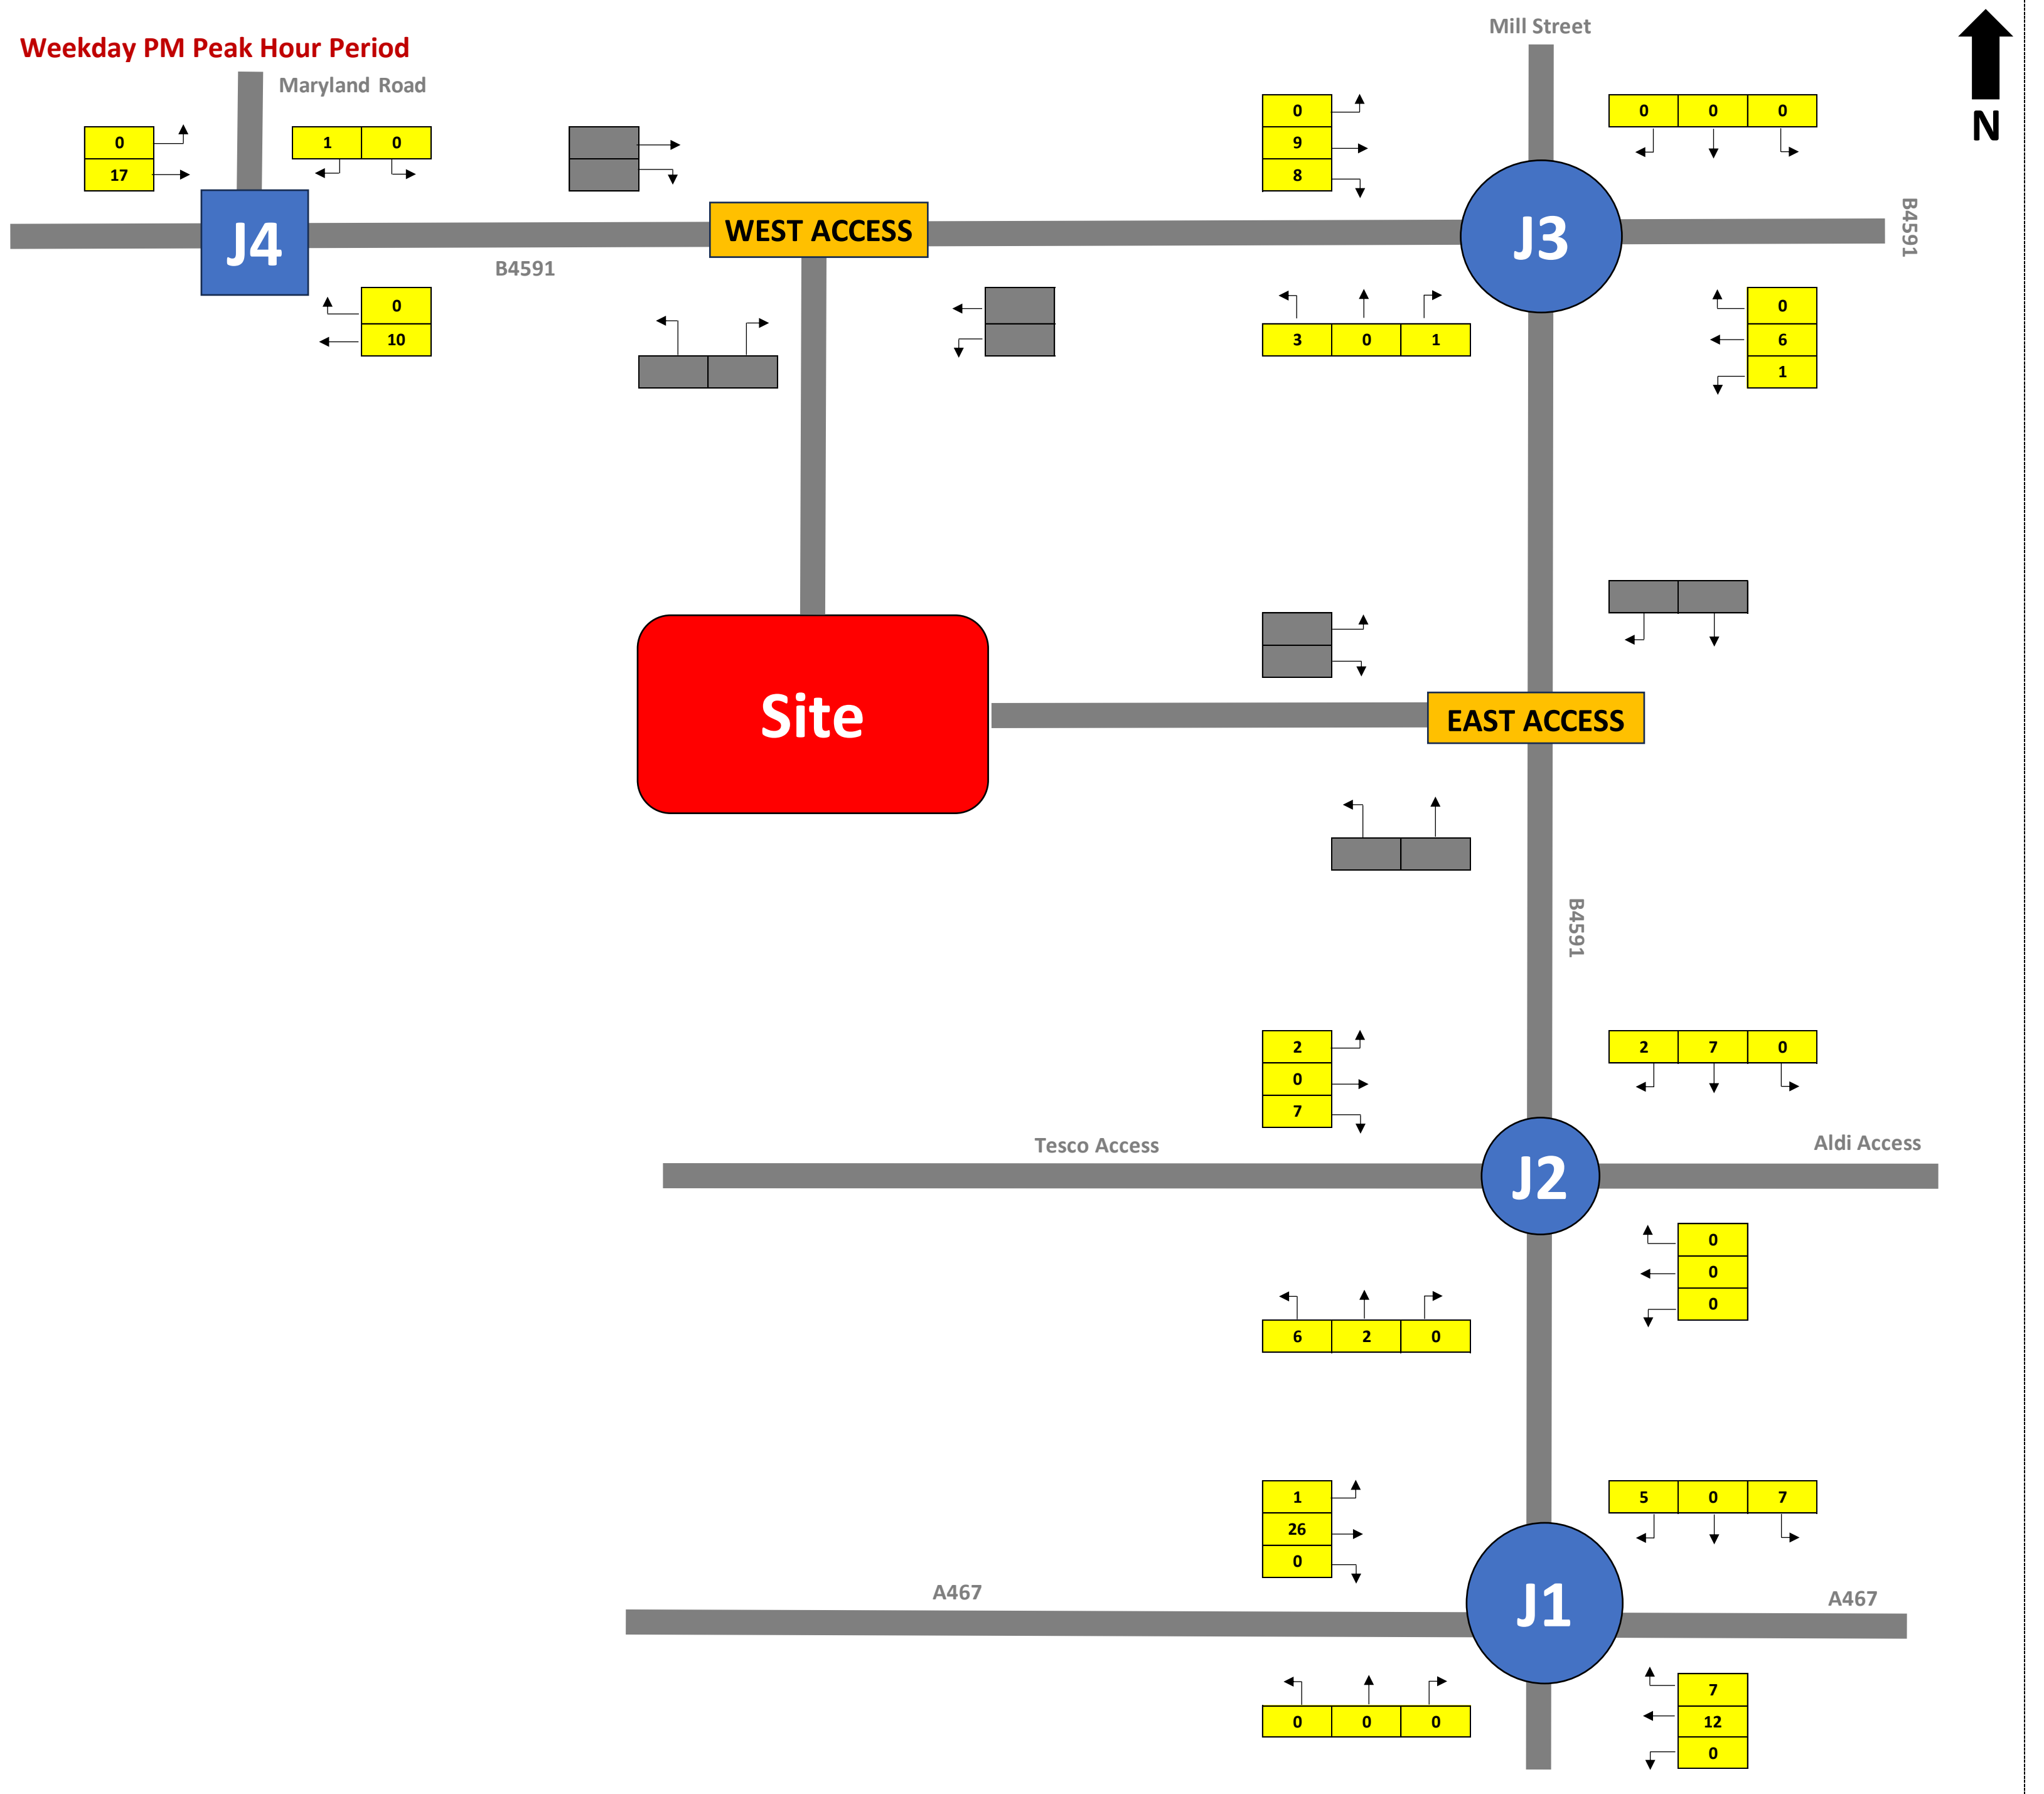 Mill Street
Weekday PM Peak Hour Period
N
Maryland Road
0
17
1 0
0
9
8
0 0 0
J4
WEST ACCESS
J3
B4591
B4591
0
10
3 0 1
0
6
1
Site
EAST ACCESS
B4591
2
0
7
2 7 0
Tesco Access
Aldi Access
J2
0
0
0
6 2 0
1
26
0
5 0 7
A467
A467
J1
0 0 0
7
12
0